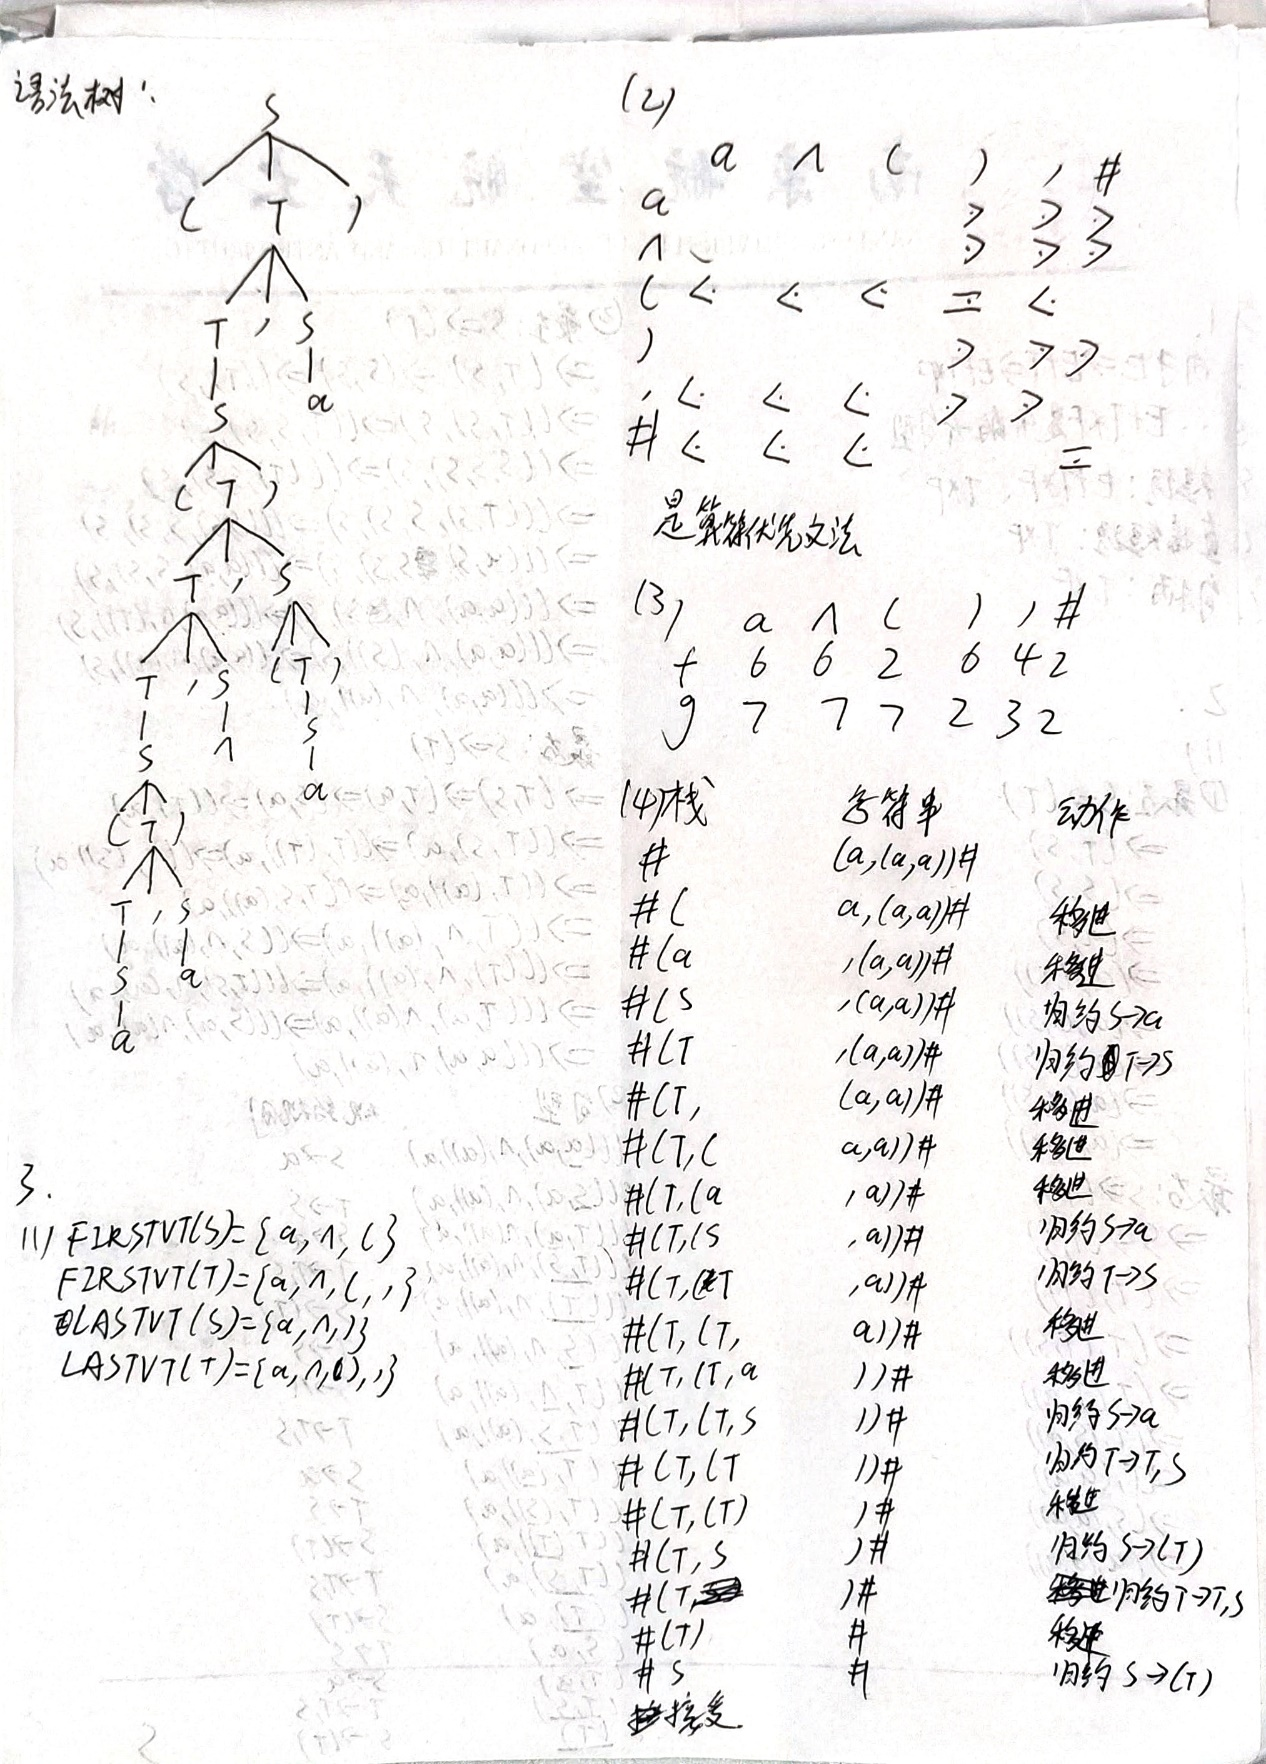 语法树:
S
( T )
T , S
S a
( T )
T , S
T , S ( T )
S ∧ S
( T ) a
T , S
S a
a
3.
(1) FIRSTVT(S)={a,∧,(}
FIRSTVT(T)={a,∧,(,,}
LASTVT(S)={a,∧,)}
LASTVT(T)={a,∧,),,}
(2)
a ∧ ( ) , #
a ⋗ ⋗ ⋗
∧ ⋗ ⋗ ⋗
( ⋖ ⋖ ⋖ = ⋖
) ⋗ ⋗ ⋗
, ⋖ ⋖ ⋖ ⋗ ⋗
# ⋖ ⋖ ⋖ =
是算符优先文法
(3) a ∧ ( ) , #
f 6 6 2 6 4 2
g 7 7 7 2 3 2
(4) 栈 符号串 动作
# (a,(a,a))#
#( a,(a,a))# 移进
#(a ,(a,a))# 移进
#(S ,(a,a))# 归约S→a
#(T ,(a,a))# 归约T→S
#(T, (a,a))# 移进
#(T,( a,a))# 移进
#(T,(a ,a))# 移进
#(T,(S ,a))# 归约S→a
#(T,(T ,a))# 归约T→S
#(T,(T, a))# 移进
#(T,(T,a ))# 移进
#(T,(T,S ))# 归约S→a
#(T,(T ))# 归约T→T,S
#(T,(T) )# 移进
#(T,S )# 归约S→(T)
#(T )# 归约T→T,S
#(T) # 移进
#S # 归约S→(T)
接受